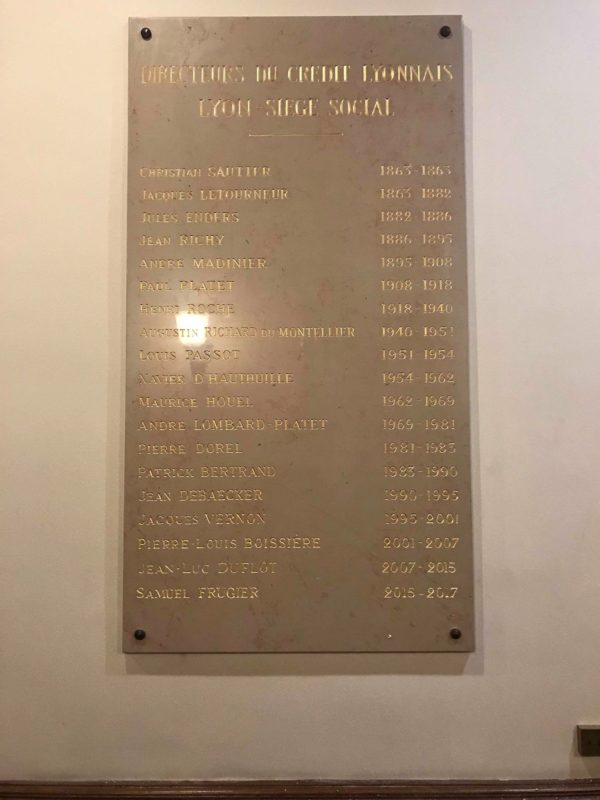 DIRECTEURS DU CREDIT LYONNAIS
LYON-SIEGE SOCIAL
CHRISTIAN SAUTTER 1863-1863
JACQUES LETOURNEUR 1863-1882
JULES ENDERS 1882-1886
JEAN RICHY 1886-1895
ANDRÉ MADINIER 1895-1908
PAUL PLATET 1908-1918
HENRI ROCHE 1918-1940
AUGUSTIN RICHARD DU MONTELLIER 1940-1951
LOUIS PASSOT 1951-1954
XAVIER D'HAUTHUILLE 1954-1962
MAURICE HOUEL 1962-1969
ANDRÉ LOMBARD-PLATET 1969-1981
PIERRE DOREL 1981-1983
PATRICK BERTRAND 1983-1990
JEAN DEBAECKER 1990-1995
JACQUES VERNON 1995-2001
PIERRE-LOUIS BOISSIÈRE 2001-2007
JEAN-LUC DUFLOT 2007-2015
SAMUEL FRUGIER 2015-2017